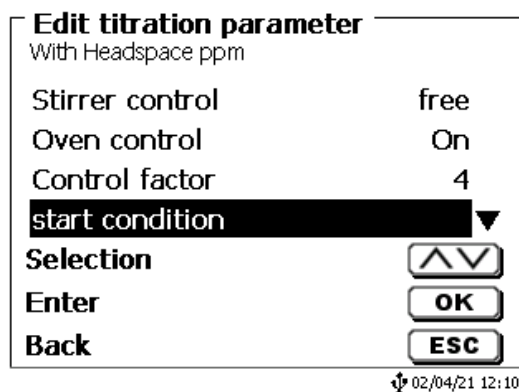 Edit titration parameter
With Headspace ppm
Stirrer control free
Oven control On
Control factor 4
start condition
Selection
Enter OK
Back ESC
02/04/21 12:10